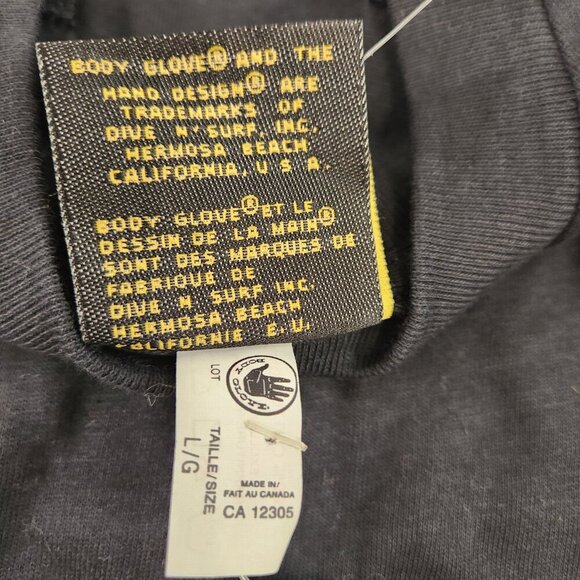 BODY GLOVE® AND THE
HAND DESIGN® ARE
TRADEMARKS OF
DIVE N' SURF, INC.
HERMOSA BEACH
CALIFORNIA, U.S.A.
BODY GLOVE® ET LE
DESSIN DE LA MAIN®
SONT DES MARQUES DE
FABRIQUE DE
DIVE N SURF INC.
HERMOSA BEACH
CALIFORNIE E.U.
BODY GLOVE
LOT
TAILLE/SIZE
L/G
MADE IN/
FAIT AU CANADA
CA 12305